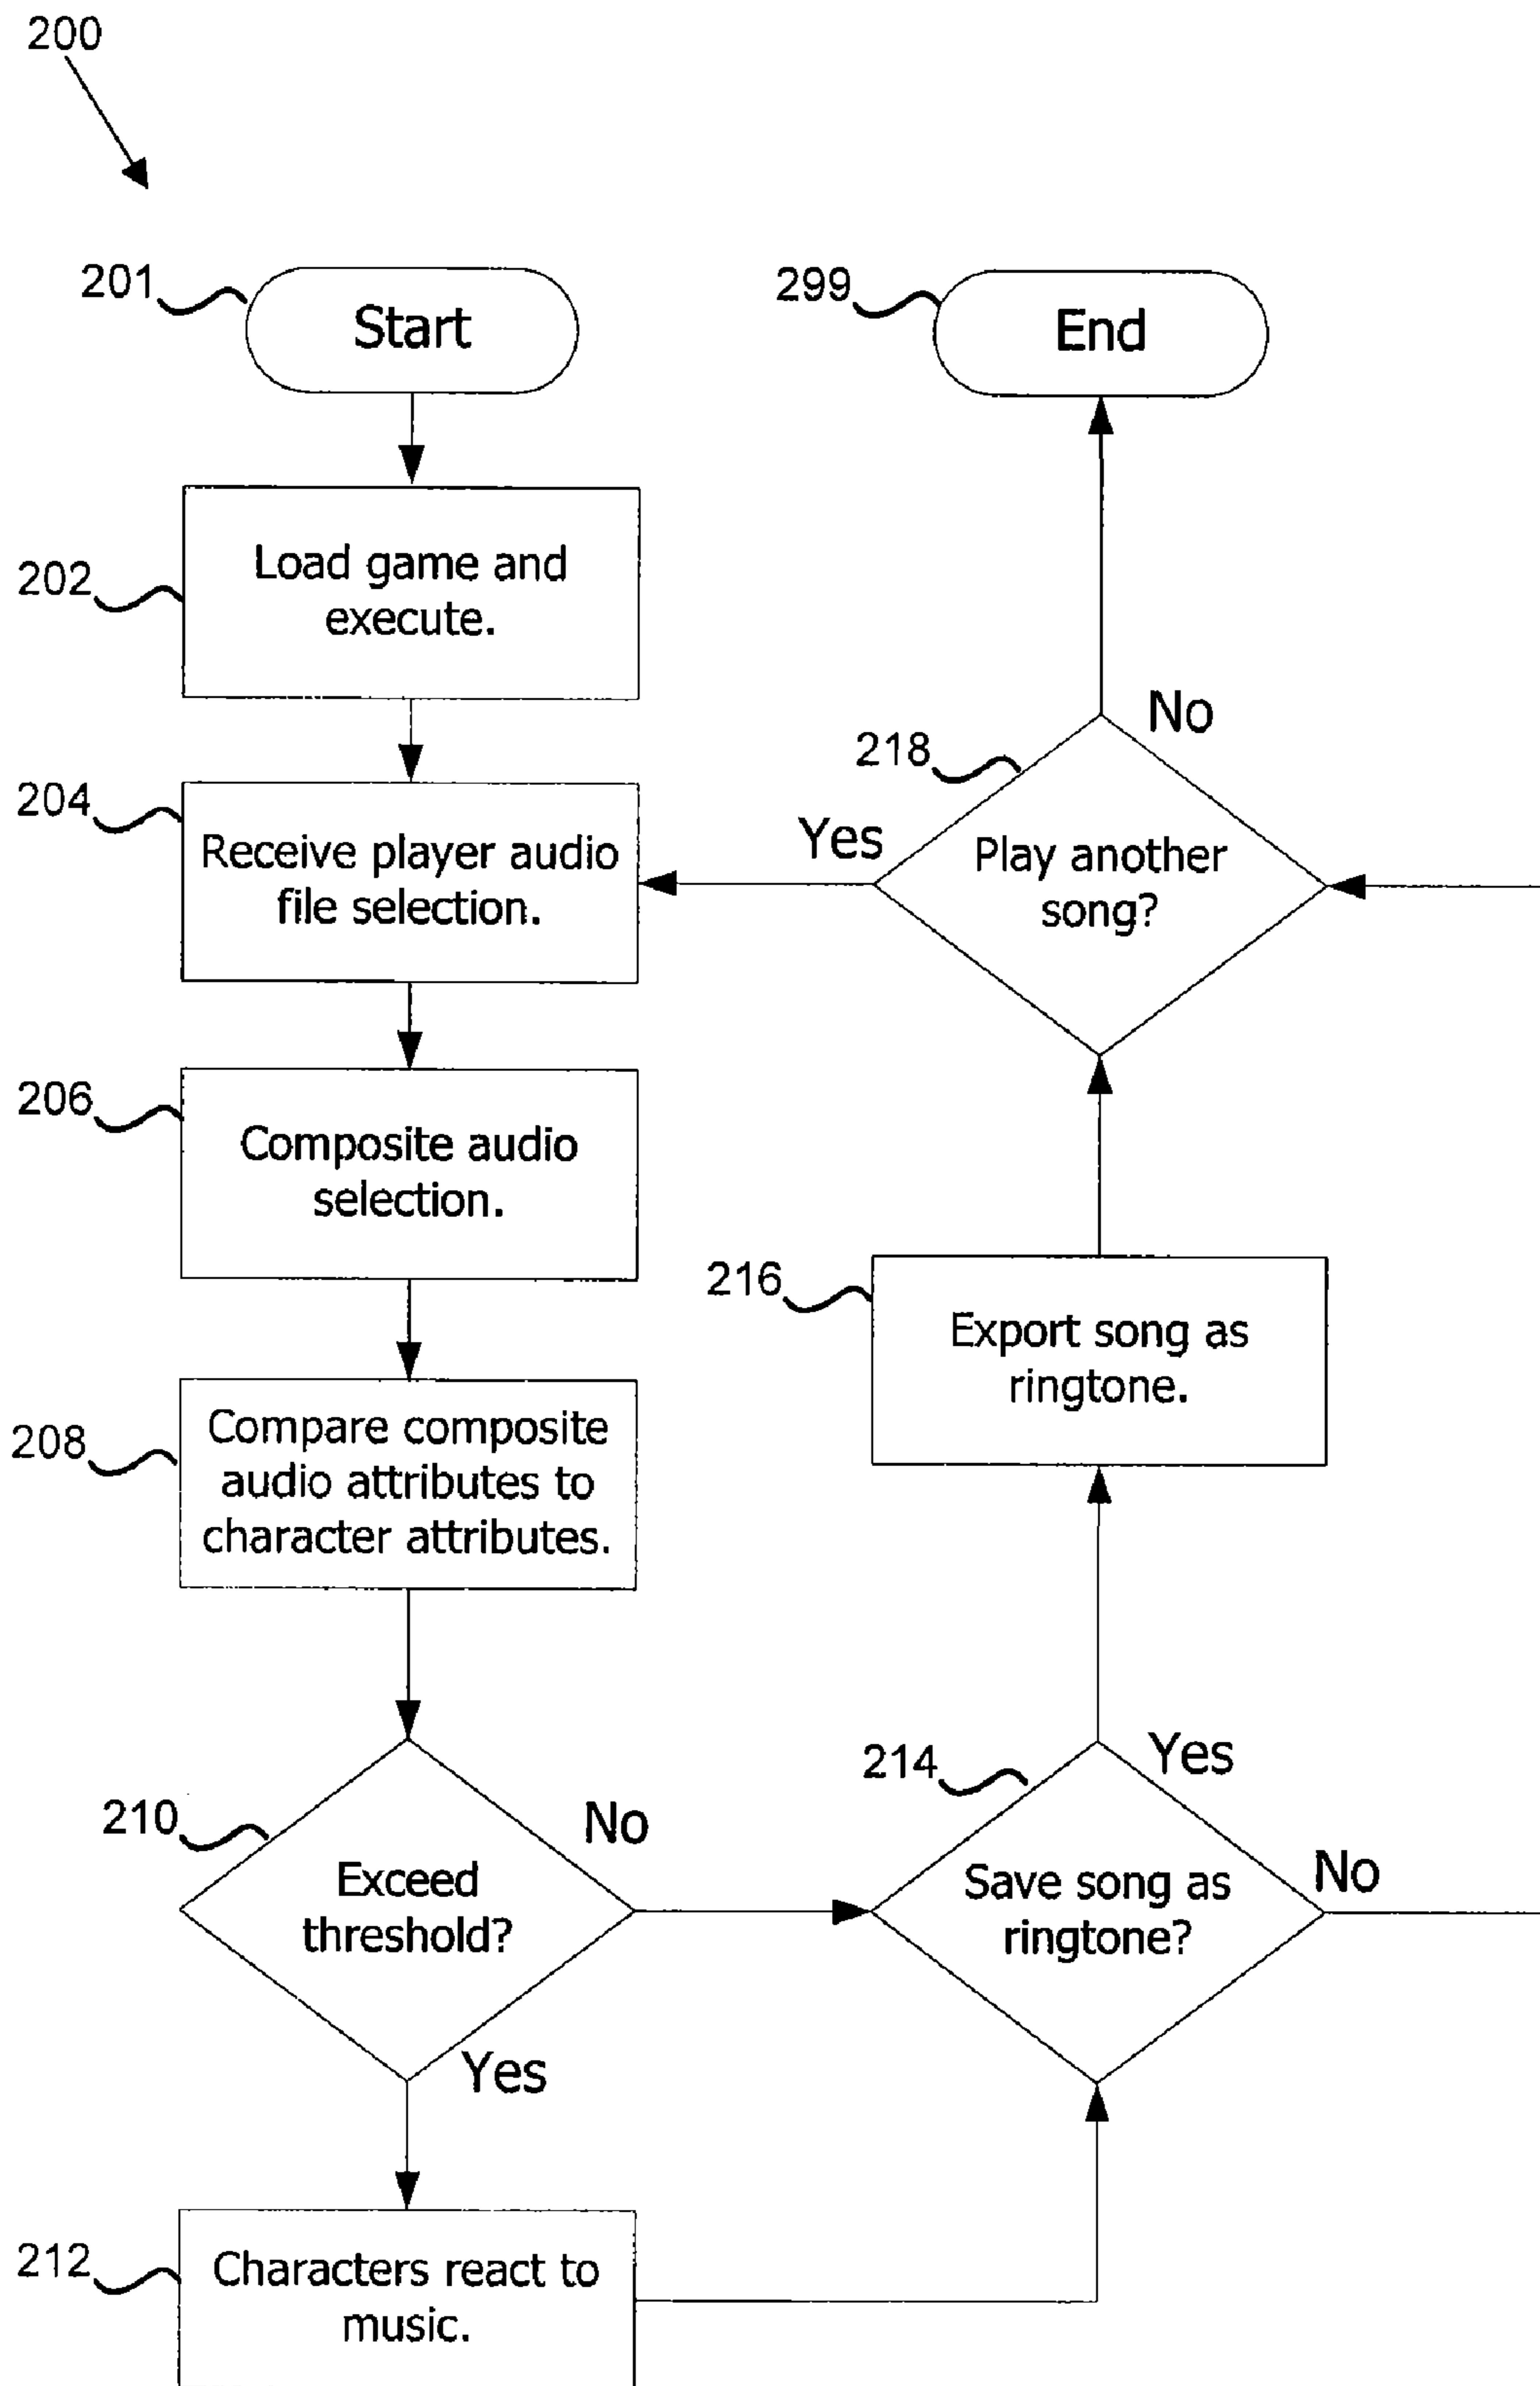 200
201
Start
202
Load game and
execute.
204
Receive player audio
file selection.
206
Composite audio
selection.
208
Compare composite
audio attributes to
character attributes.
210
Exceed
threshold?
No
Yes
212
Characters react to
music.
214
Save song as
ringtone?
Yes
No
216
Export song as
ringtone.
218
Play another
song?
Yes
No
299
End